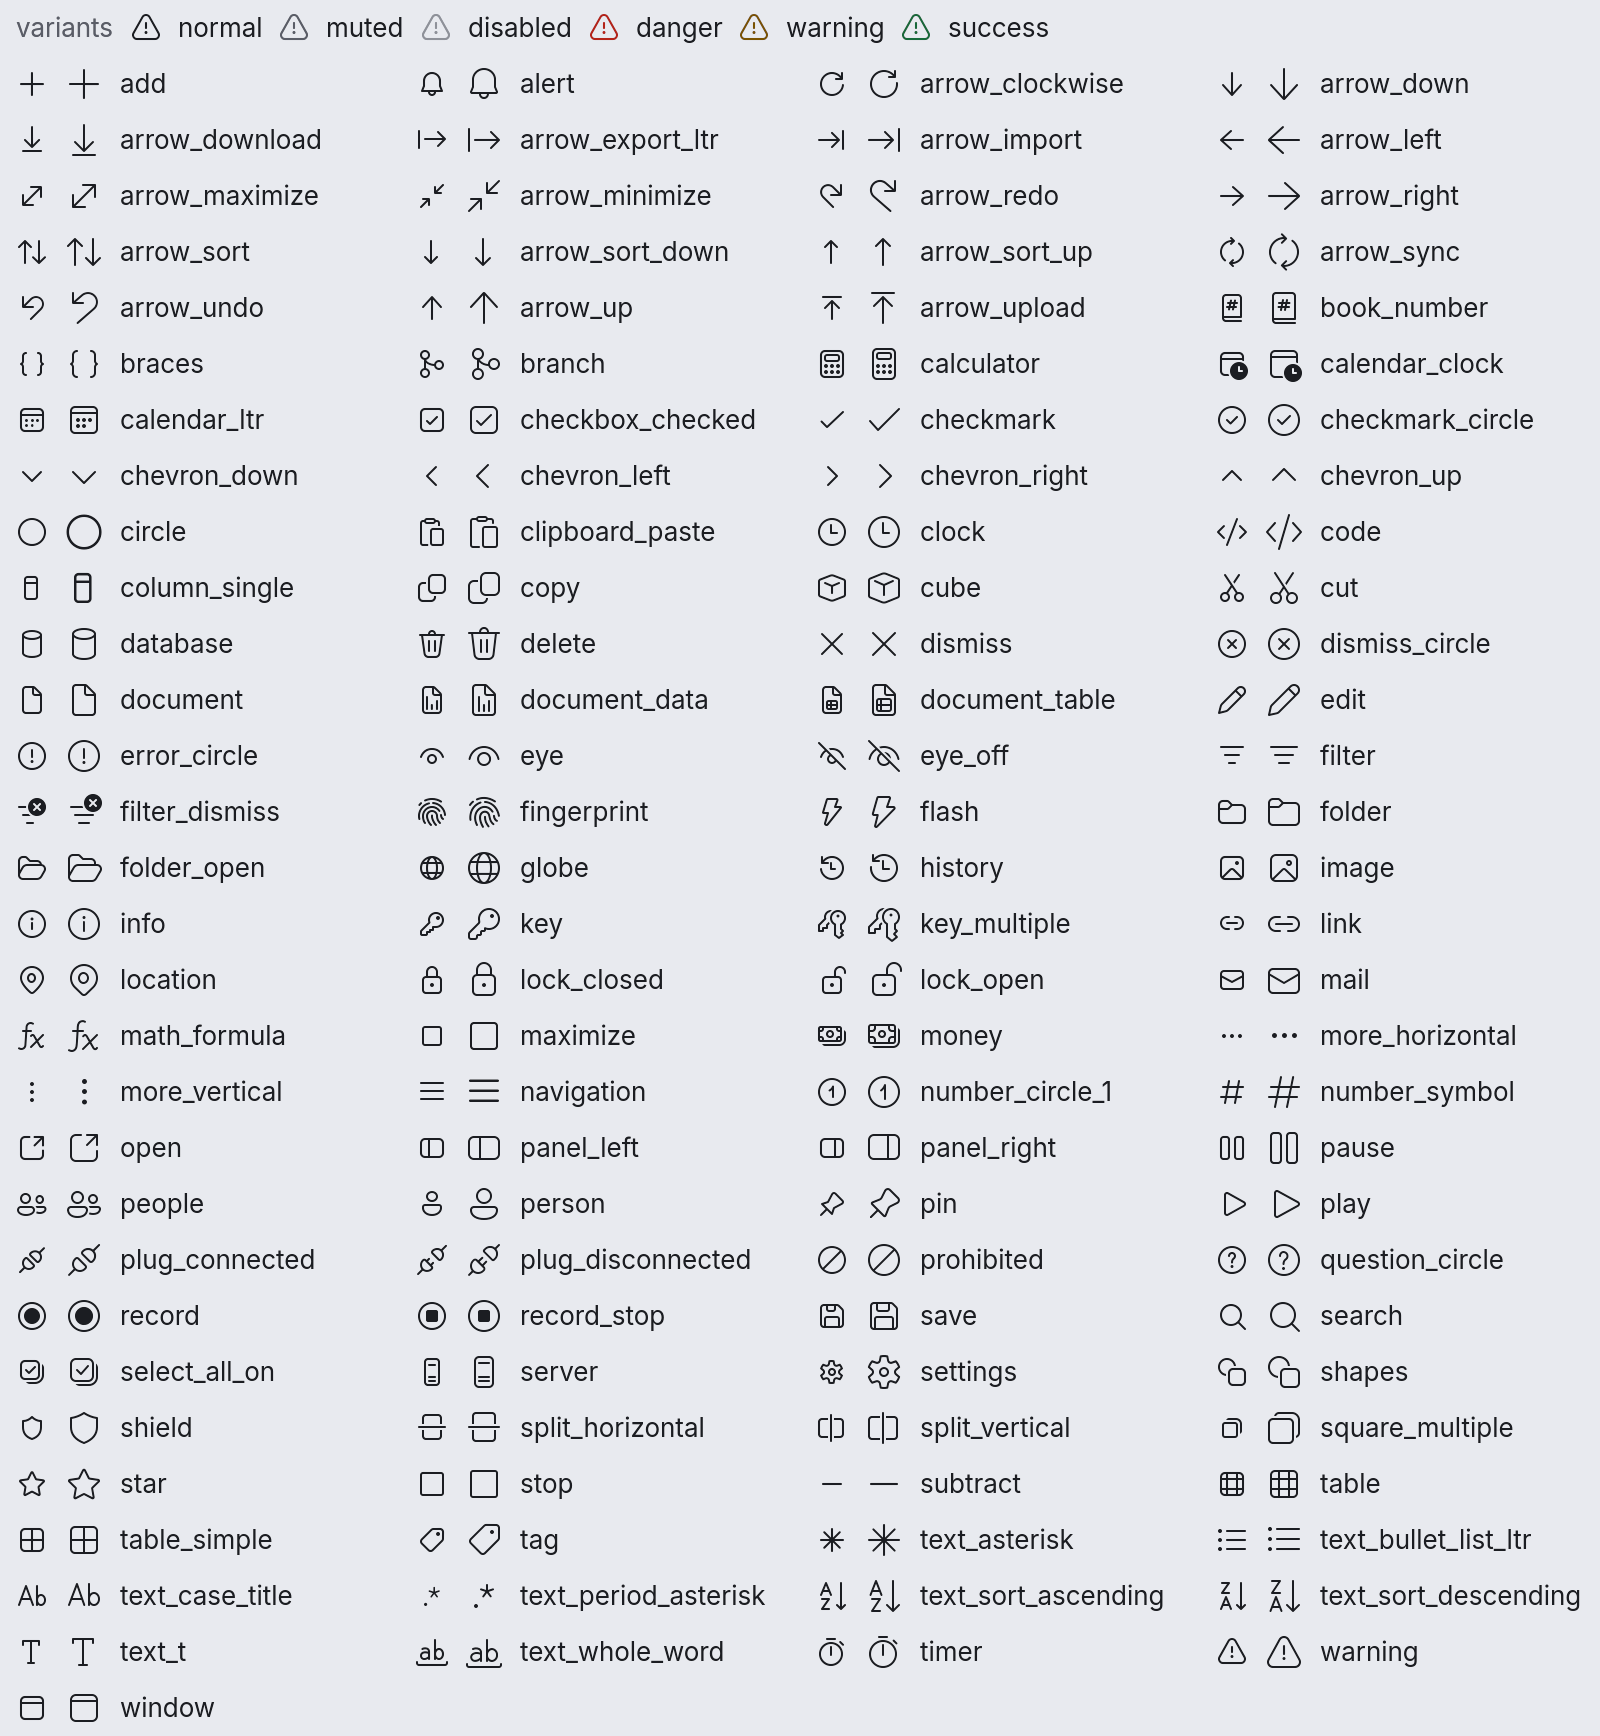 variants normal muted disabled danger warning success
add alert arrow_clockwise arrow_down
arrow_download arrow_export_ltr arrow_import arrow_left
arrow_maximize arrow_minimize arrow_redo arrow_right
arrow_sort arrow_sort_down arrow_sort_up arrow_sync
arrow_undo arrow_up arrow_upload book_number
braces branch calculator calendar_clock
calendar_ltr checkbox_checked checkmark checkmark_circle
chevron_down chevron_left chevron_right chevron_up
circle clipboard_paste clock code
column_single copy cube cut
database delete dismiss dismiss_circle
document document_data document_table edit
error_circle eye eye_off filter
filter_dismiss fingerprint flash folder
folder_open globe history image
info key key_multiple link
location lock_closed lock_open mail
math_formula maximize money more_horizontal
more_vertical navigation number_circle_1 number_symbol
open panel_left panel_right pause
people person pin play
plug_connected plug_disconnected prohibited question_circle
record record_stop save search
select_all_on server settings shapes
shield split_horizontal split_vertical square_multiple
star stop subtract table
table_simple tag text_asterisk text_bullet_list_ltr
text_case_title text_period_asterisk text_sort_ascending text_sort_descending
text_t text_whole_word timer warning
window